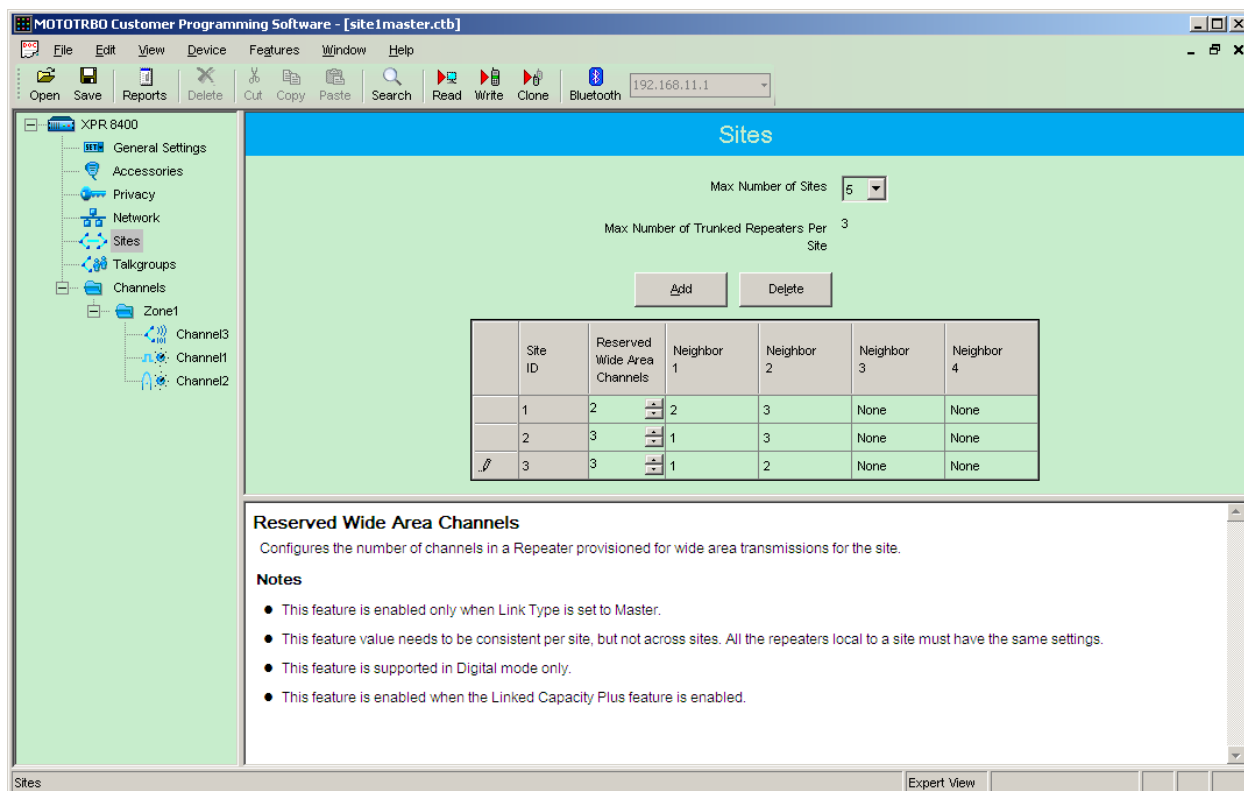 MOTOTRBO Customer Programming Software - [site1master.ctb]
File Edit View Device Features Window Help
Open Save Reports Delete Cut Copy Paste Search Read Write Clone Bluetooth 192.168.11.1
XPR 8400
General Settings
Accessories
Privacy
Network
Sites
Talkgroups
Channels
Zone1
Channel3
Channel1
Channel2
Sites
Max Number of Sites 5
Max Number of Trunked Repeaters Per 3
Site
Add Delete
Site ID Reserved Wide Area Channels Neighbor 1 Neighbor 2 Neighbor 3 Neighbor 4
1 2 2 3 None None
2 3 1 3 None None
3 3 1 2 None None
Reserved Wide Area Channels
Configures the number of channels in a Repeater provisioned for wide area transmissions for the site.
Notes
● This feature is enabled only when Link Type is set to Master.
● This feature value needs to be consistent per site, but not across sites. All the repeaters local to a site must have the same settings.
● This feature is supported in Digital mode only.
● This feature is enabled when the Linked Capacity Plus feature is enabled.
Sites Expert View